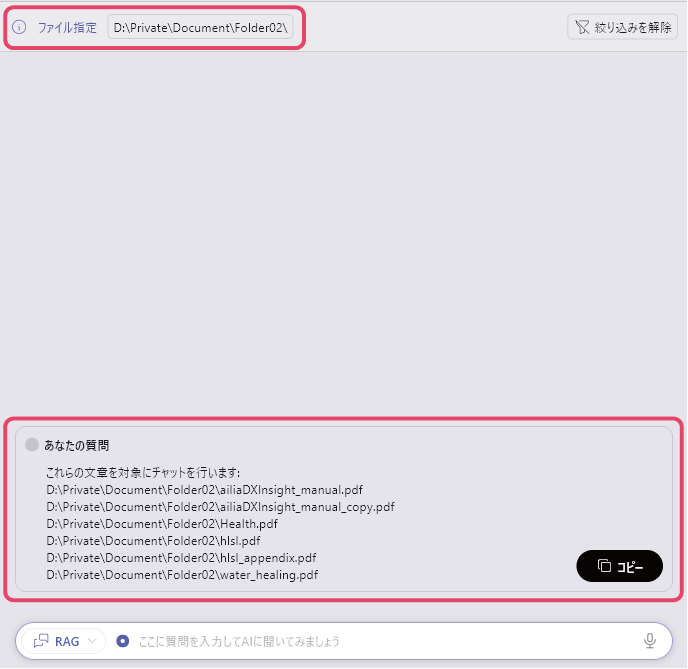 ファイル指定 D:\Private\Document\Folder02\ 絞り込みを解除
あなたの質問
これらの文章を対象にチャットを行います:
D:\Private\Document\Folder02\ailiaDXInsight_manual.pdf
D:\Private\Document\Folder02\ailiaDXInsight_manual_copy.pdf
D:\Private\Document\Folder02\Health.pdf
D:\Private\Document\Folder02\hlsl.pdf
D:\Private\Document\Folder02\hlsl_appendix.pdf
D:\Private\Document\Folder02\water_healing.pdf
コピー
RAG ここに質問を入力してAIに聞いてみましょう